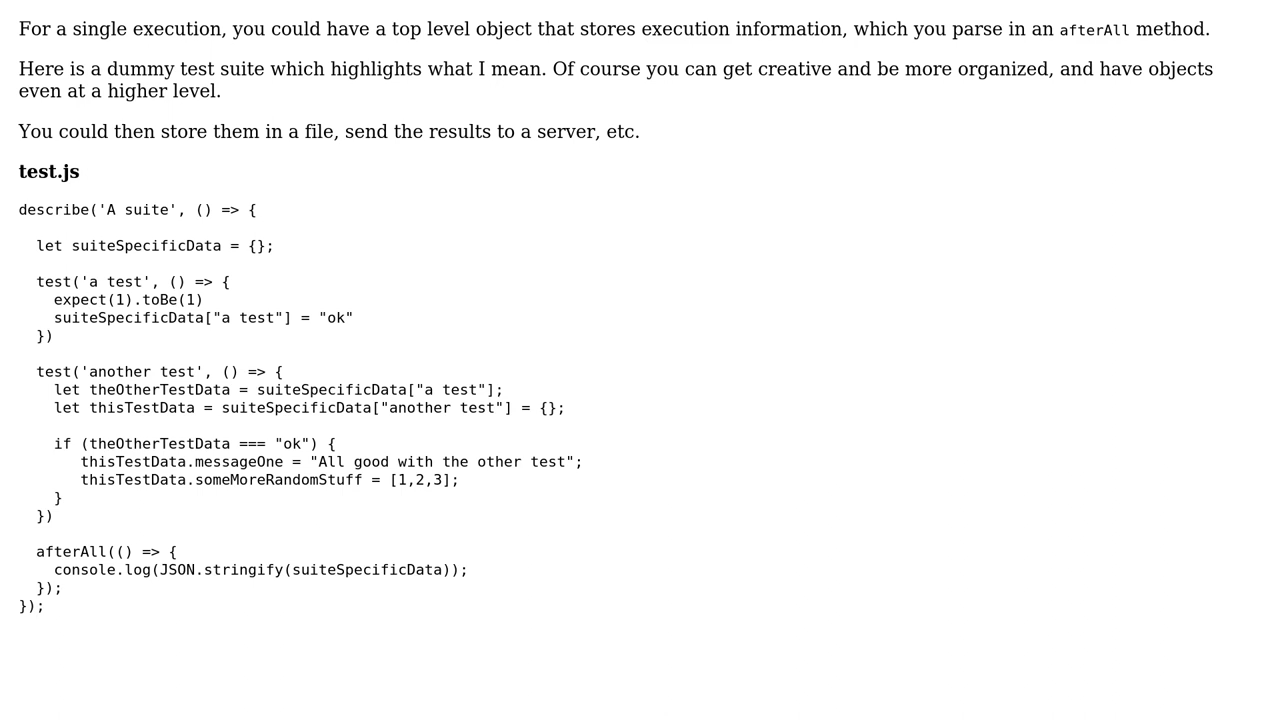 For a single execution, you could have a top level object that stores execution information, which you parse in an afterAll method.
Here is a dummy test suite which highlights what I mean. Of course you can get creative and be more organized, and have objects
even at a higher level.
You could then store them in a file, send the results to a server, etc.
test.js
describe('A suite', () => {
  let suiteSpecificData = {};
  test('a test', () => {
    expect(1).toBe(1)
    suiteSpecificData["a test"] = "ok"
  })
  test('another test', () => {
    let theOtherTestData = suiteSpecificData["a test"];
    let thisTestData = suiteSpecificData["another test"] = {};
    if (theOtherTestData === "ok") {
       thisTestData.messageOne = "All good with the other test";
       thisTestData.someMoreRandomStuff = [1,2,3];
    }
  })
  afterAll(() => {
    console.log(JSON.stringify(suiteSpecificData));
  });
});